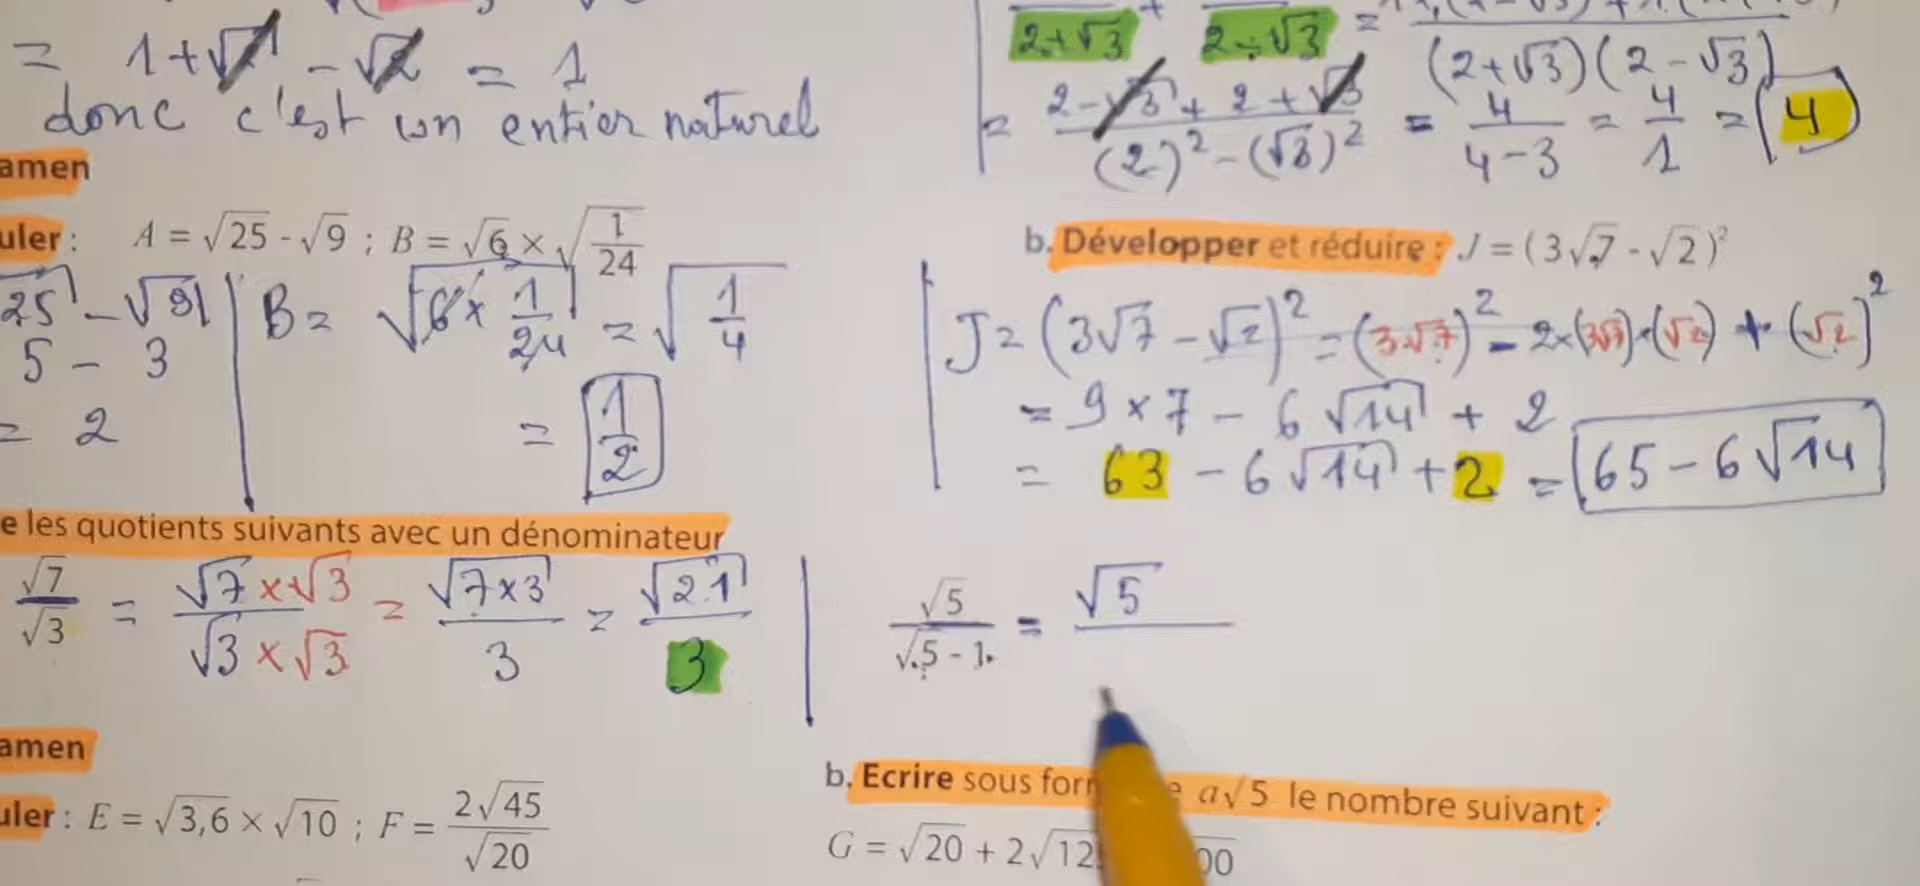 = 1+√2 - √2 = 1
donc c'est un entier naturel
2+√3 + 2-√3 =
(2+√3)(2-√3)
= 2-√3 + 2+√3 / (2)² - (√3)² = 4 / 4-3 = 4/1 = 4
amen
uler : A = √25 - √9 ; B = √6 × √1/24
25 - √9
5 - 3
= 2
B = √6 × 1/24 = √1/4
= 1/2
b. Développer et réduire : J = (3√7 - √2)²
J = (3√7 - √2)² = (3√7)² - 2×(3√7)×(√2) + (√2)²
= 9 × 7 - 6√14 + 2
= 63 - 6√14 + 2 = 65 - 6√14
e les quotients suivants avec un dénominateur
√7/√3 = √7×√3 / √3×√3 = √7×3 / 3 = √21 / 3
√5 / √5 - 1 = √5
amen
uler : E = √3,6 × √10 ; F = 2√45 / √20
b. Ecrire sous for e a√5 le nombre suivant :
G = √20 + 2√12 00